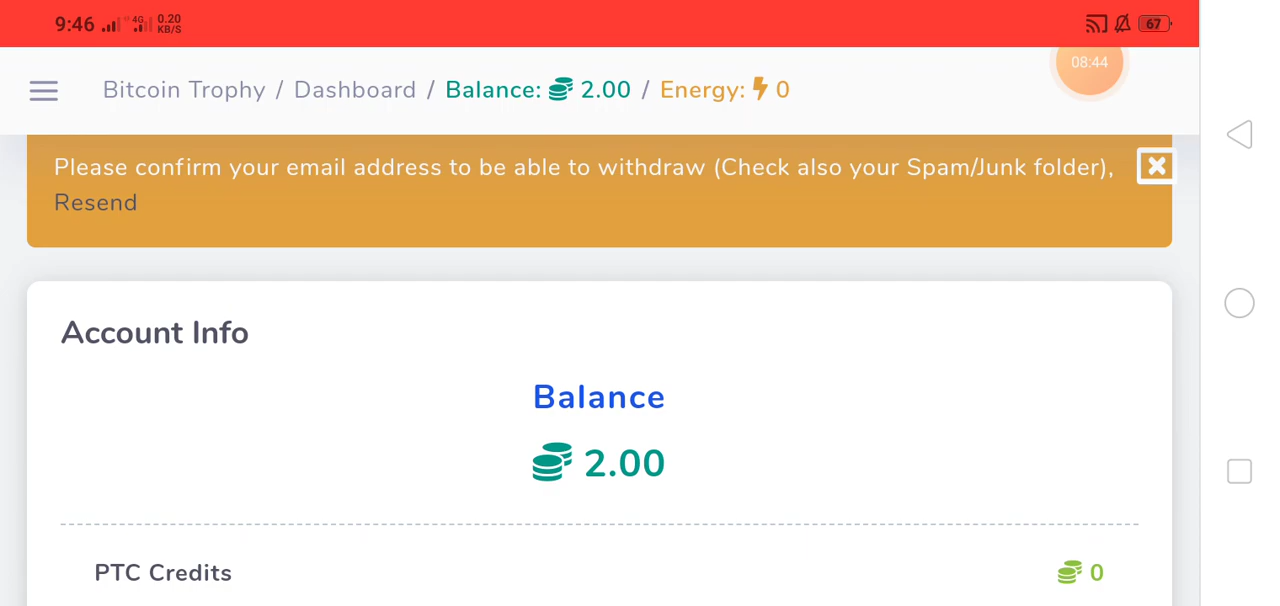 9:46 4G 0.20 KB/S 67
08:44
Bitcoin Trophy / Dashboard / Balance: 2.00 / Energy: 0
Please confirm your email address to be able to withdraw (Check also your Spam/Junk folder),
Resend
Account Info
Balance
2.00
PTC Credits 0